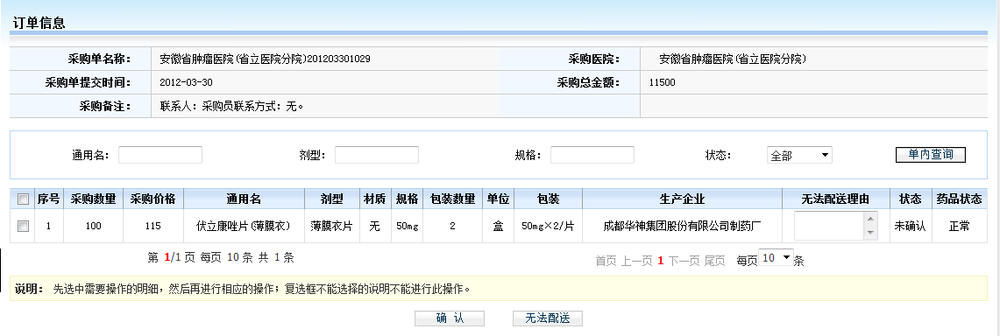 订单信息
采购单名称： 安徽省肿瘤医院(省立医院分院)201203301029 采购医院： 安徽省肿瘤医院(省立医院分院)
采购单提交时间： 2012-03-30 采购总金额： 11500
采购备注： 联系人：采购员联系方式：无。
通用名： 剂型： 规格： 状态： 全部 单内查询
序号 采购数量 采购价格 通用名 剂型 材质 规格 包装数量 单位 包装 生产企业 无法配送理由 状态 药品状态
1 100 115 伏立康唑片(薄膜衣) 薄膜衣片 无 50mg 2 盒 50mg×2/片 成都华神集团股份有限公司制药厂 未确认 正常
第 1/1 页 每页 10 条 共 1 条 首页 上一页 1 下一页 尾页 每页 10 条
说明： 先选中需要操作的明细，然后再进行相应的操作；复选框不能选择的说明不能进行此操作。
确 认 无法配送